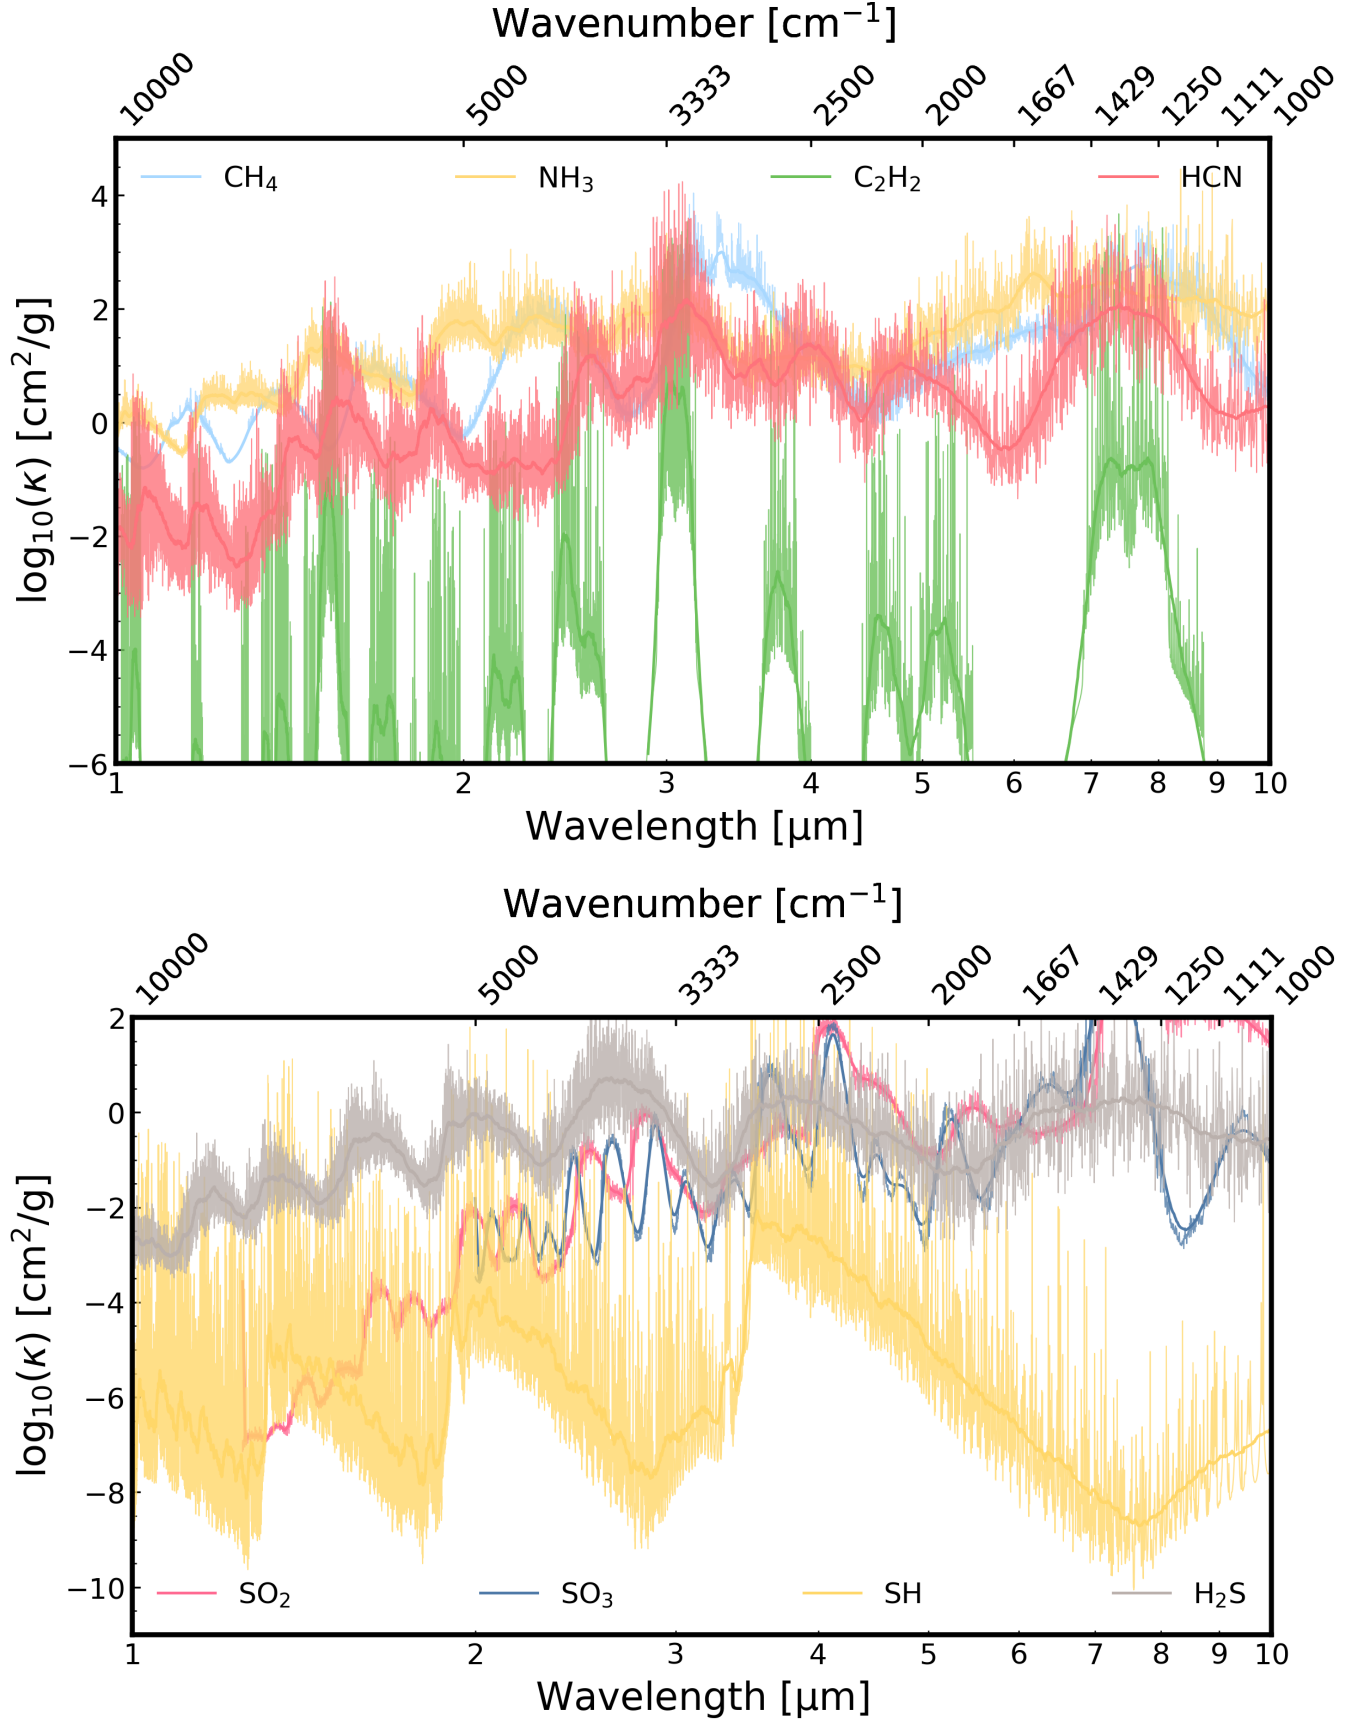 Wavenumber [cm⁻¹]
10000 5000 3333 2500 2000 1667 1429 1250 1111 1000
CH₄ NH₃ C₂H₂ HCN
log₁₀(κ) [cm²/g]
4
2
0
−2
−4
−6
1 2 3 4 5 6 7 8 9 10
Wavelength [µm]
Wavenumber [cm⁻¹]
10000 5000 3333 2500 2000 1667 1429 1250 1111 1000
log₁₀(κ) [cm²/g]
2
0
−2
−4
−6
−8
−10
SO₂ SO₃ SH H₂S
1 2 3 4 5 6 7 8 9 10
Wavelength [µm]